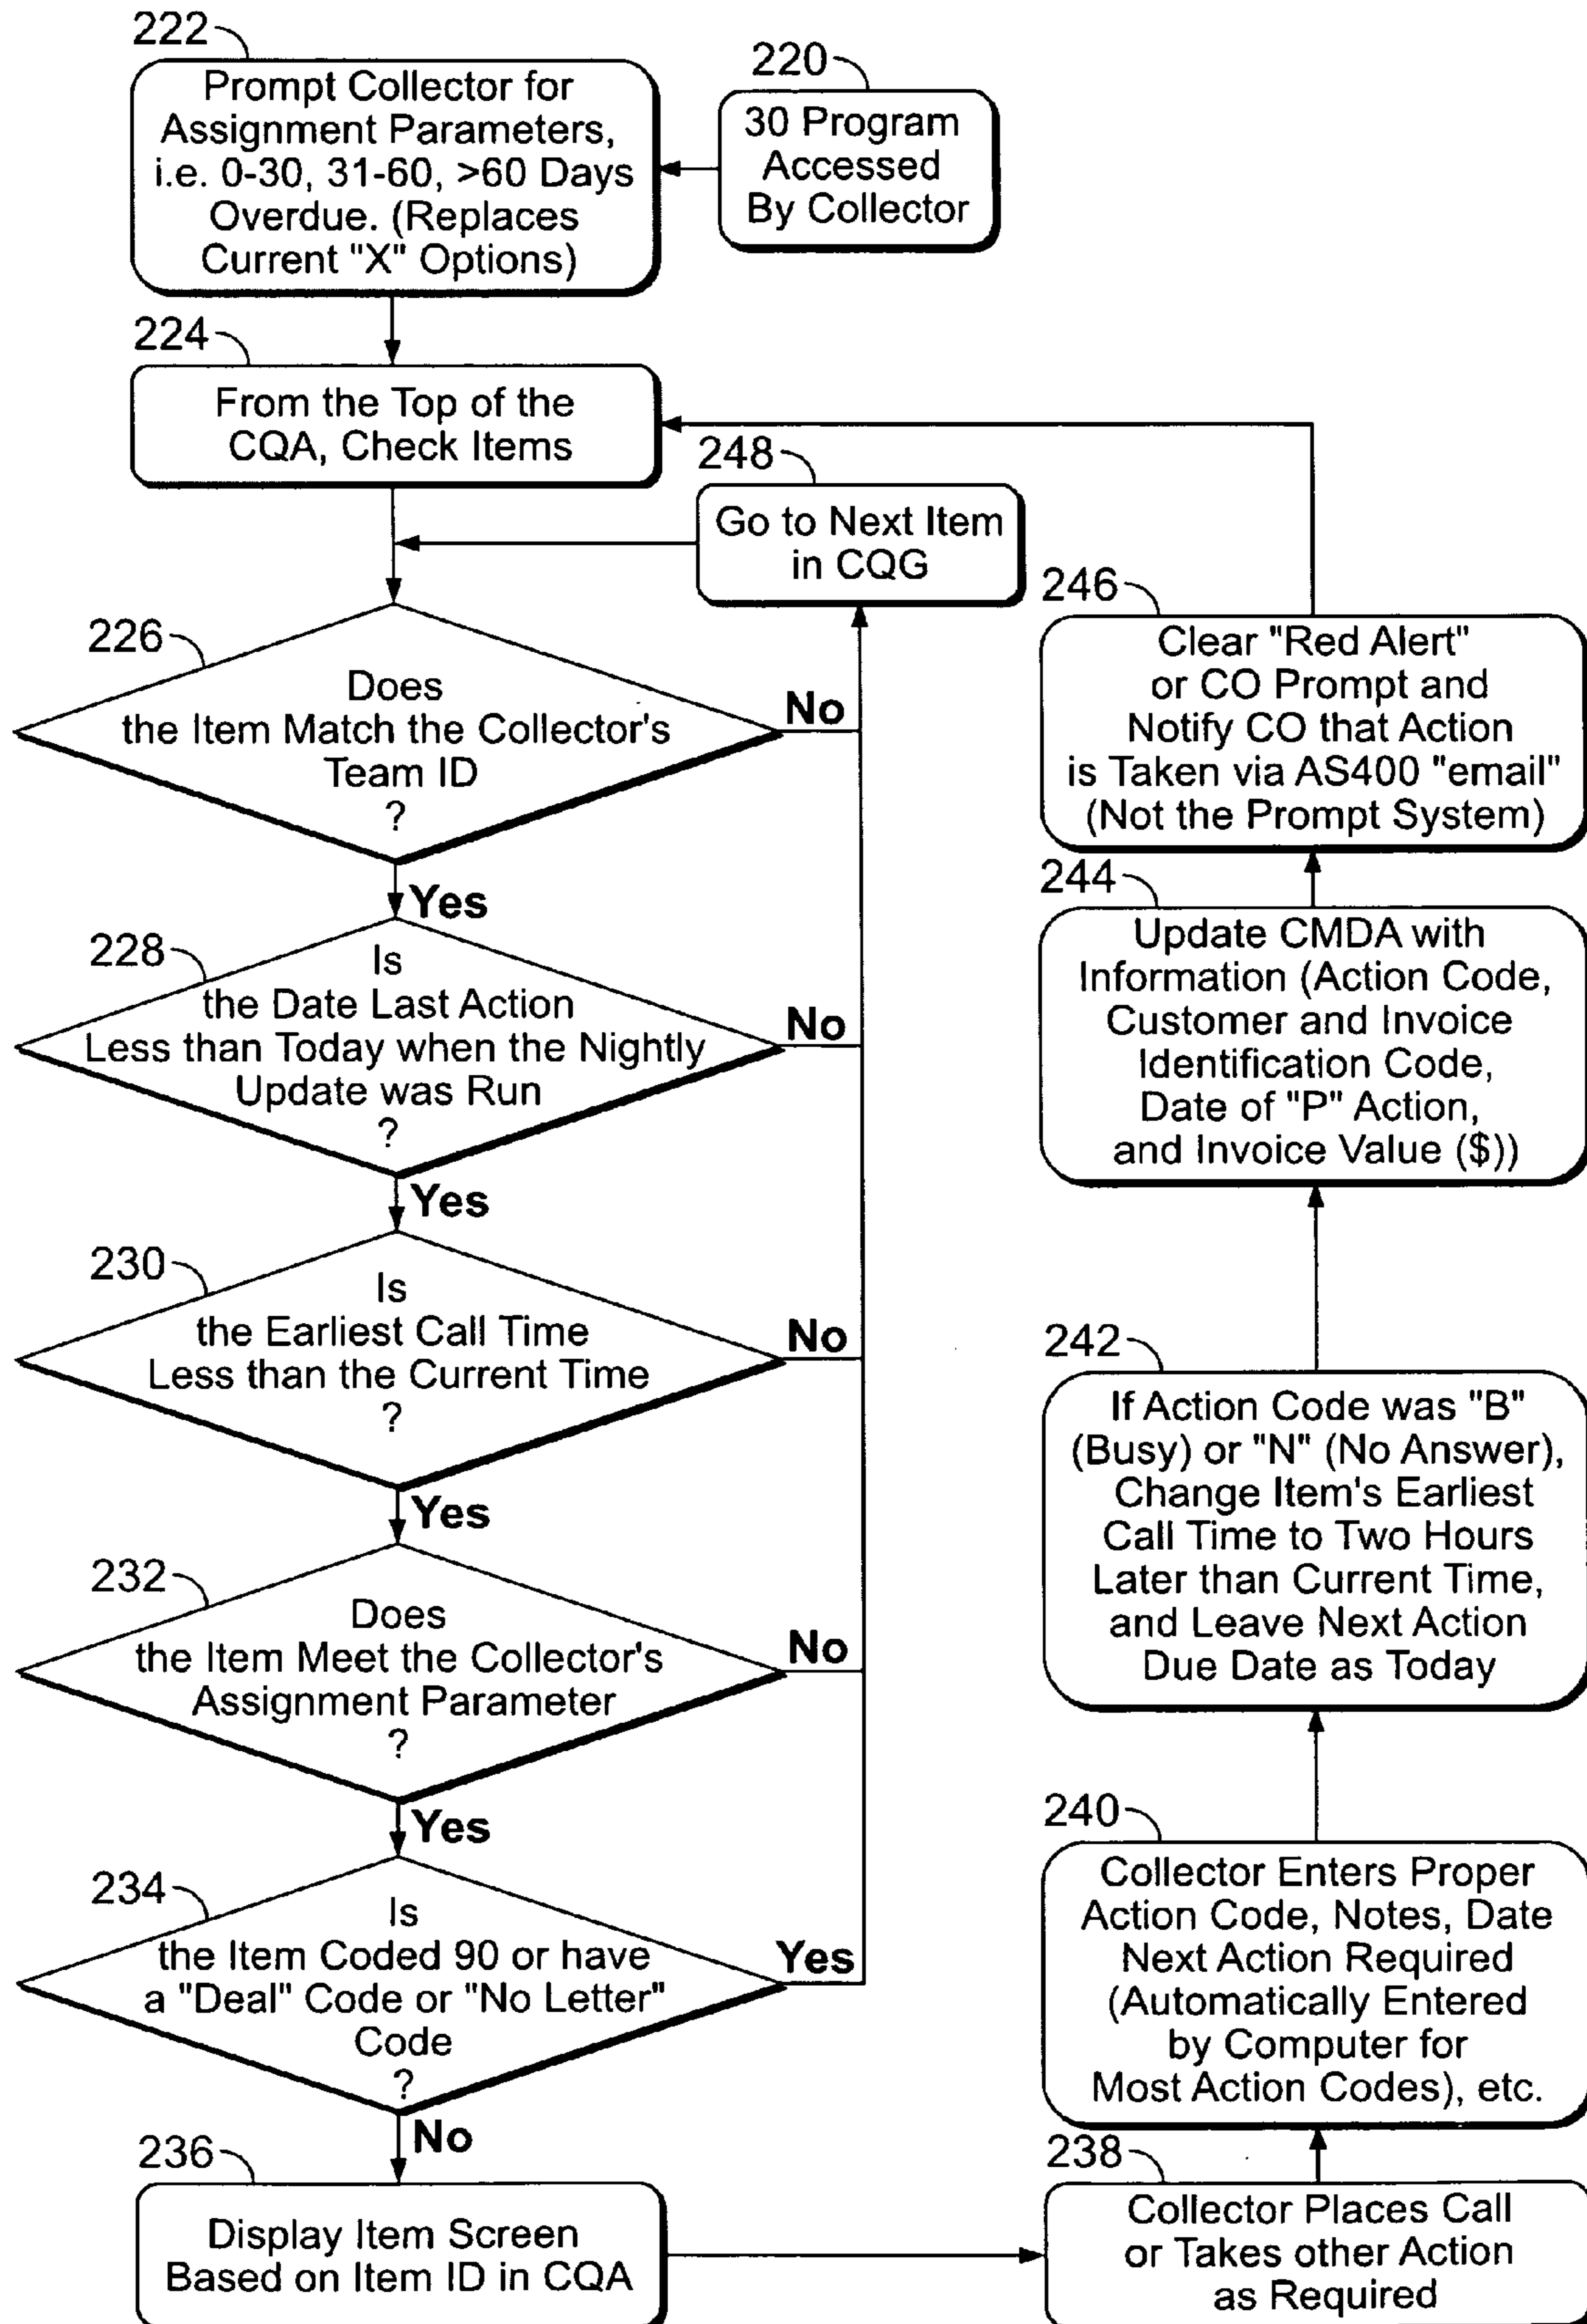 222
Prompt Collector for
Assignment Parameters,
i.e. 0-30, 31-60, >60 Days
Overdue. (Replaces
Current "X" Options)
220
30 Program
Accessed
By Collector
224
From the Top of the
CQA, Check Items
248
Go to Next Item
in CQG
226
Does
the Item Match the Collector's
Team ID
?
No
Yes
228
Is
the Date Last Action
Less than Today when the Nightly
Update was Run
?
No
Yes
230
Is
the Earliest Call Time
Less than the Current Time
?
No
Yes
232
Does
the Item Meet the Collector's
Assignment Parameter
?
No
Yes
234
Is
the Item Coded 90 or have
a "Deal" Code or "No Letter"
Code
?
Yes
No
236
Display Item Screen
Based on Item ID in CQA
238
Collector Places Call
or Takes other Action
as Required
240
Collector Enters Proper
Action Code, Notes, Date
Next Action Required
(Automatically Entered
by Computer for
Most Action Codes), etc.
242
If Action Code was "B"
(Busy) or "N" (No Answer),
Change Item's Earliest
Call Time to Two Hours
Later than Current Time,
and Leave Next Action
Due Date as Today
244
Update CMDA with
Information (Action Code,
Customer and Invoice
Identification Code,
Date of "P" Action,
and Invoice Value ($))
246
Clear "Red Alert"
or CO Prompt and
Notify CO that Action
is Taken via AS400 "email"
(Not the Prompt System)